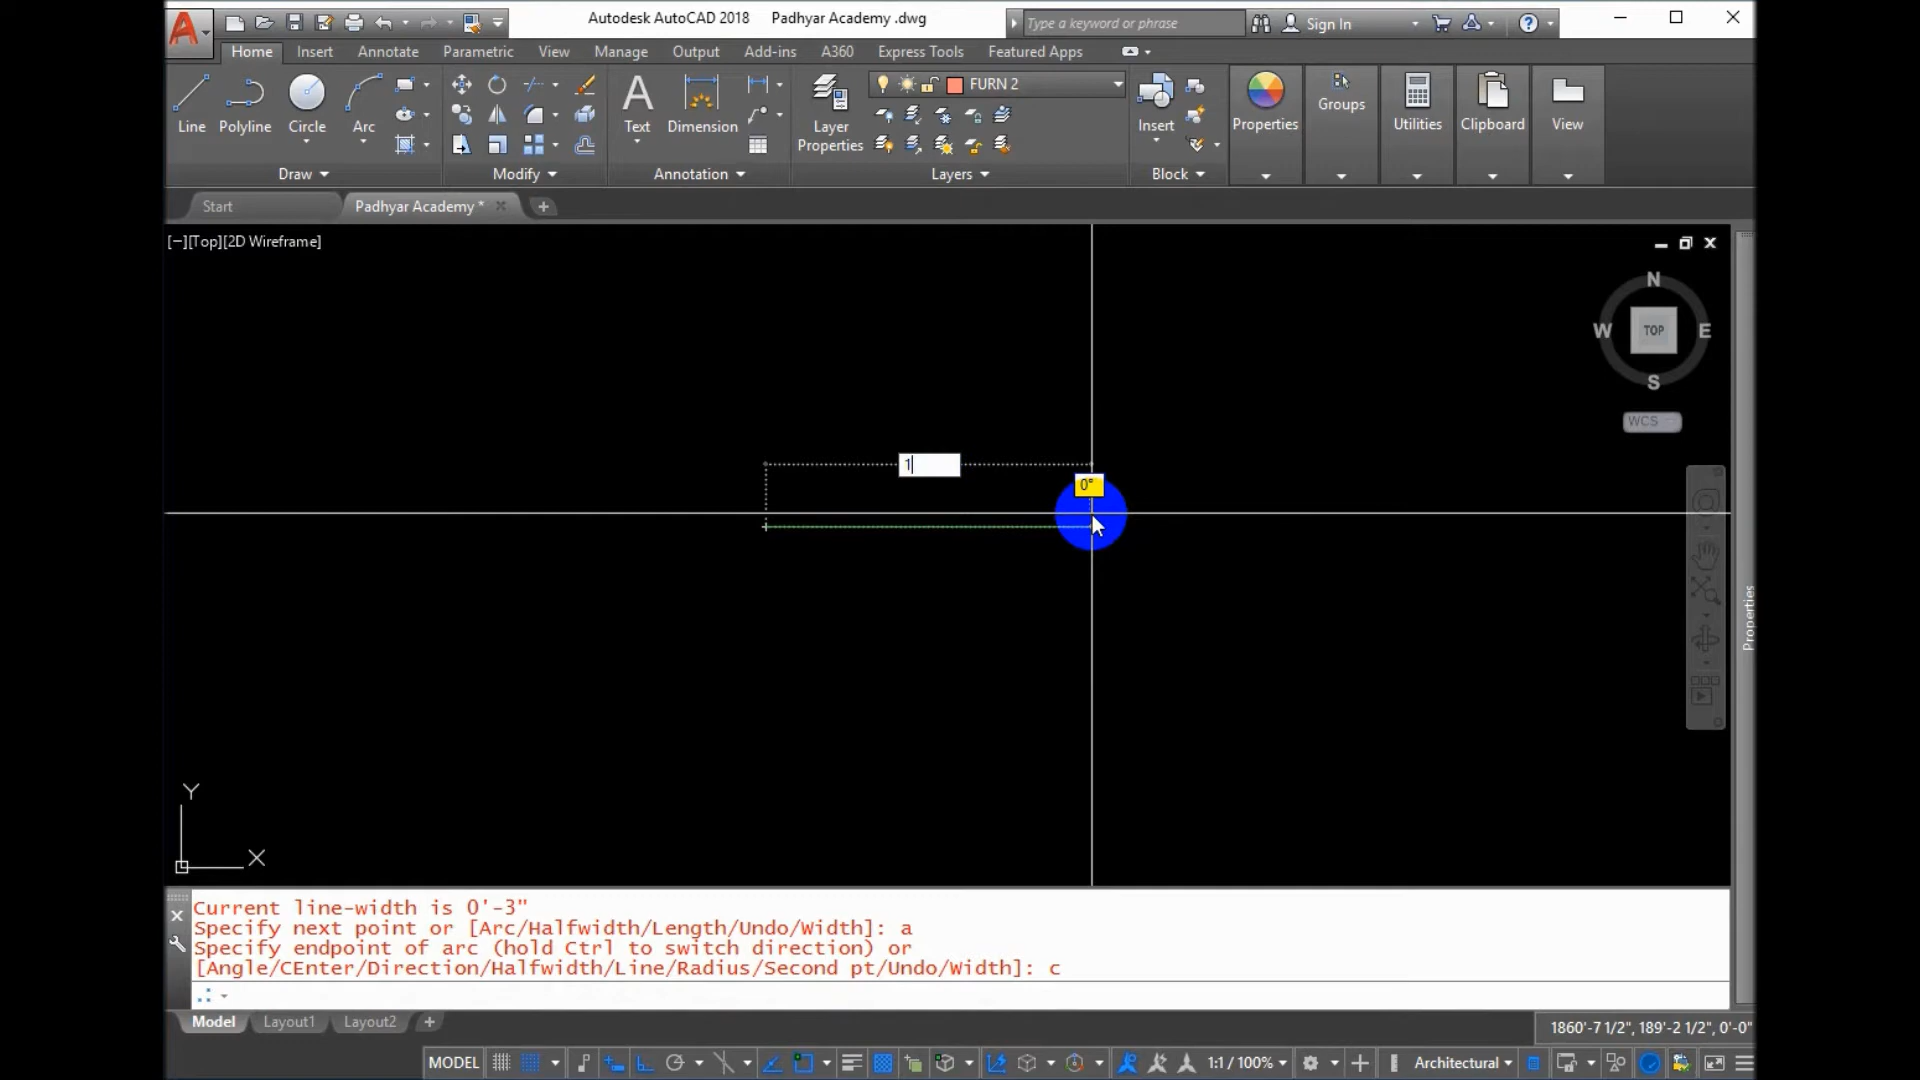 Autodesk AutoCAD 2018 Padhyar Academy .dwg
Type a keyword or phrase
Sign In
Home Insert Annotate Parametric View Manage Output Add-ins A360 Express Tools Featured Apps
FURN 2
Line Polyline Circle Arc
Text Dimension
Layer Properties
Insert
Properties Groups Utilities Clipboard View
Draw Modify Annotation Layers Block
Start Padhyar Academy *
[−][Top][2D Wireframe]
N
W TOP E
S
WCS
1
0°
Properties
Y
X
Current line-width is 0'-3"
Specify next point or [Arc/Halfwidth/Length/Undo/Width]: a
Specify endpoint of arc (hold Ctrl to switch direction) or
[Angle/CEnter/Direction/Halfwidth/Line/Radius/Second pt/Undo/Width]: c
Model Layout1 Layout2
1860'-7 1/2", 189'-2 1/2", 0'-0"
MODEL 1:1 / 100% Architectural